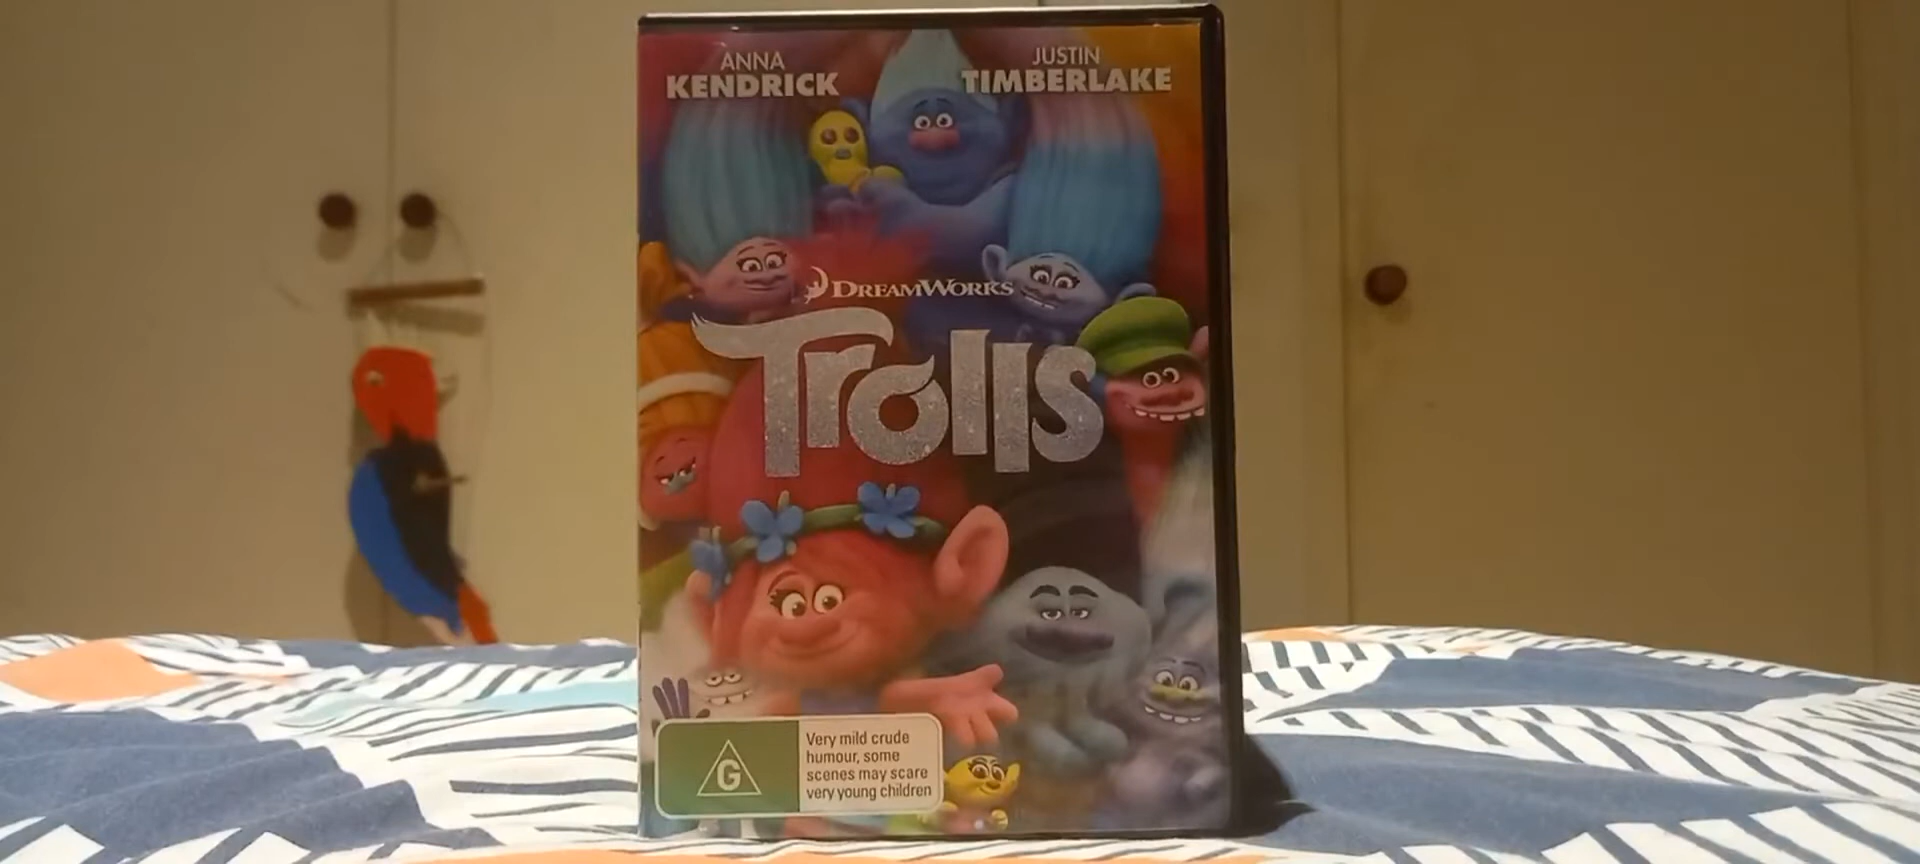 ANNA
KENDRICK
JUSTIN
TIMBERLAKE
DREAMWORKS
Trolls
G
Very mild crude
humour, some
scenes may scare
very young children